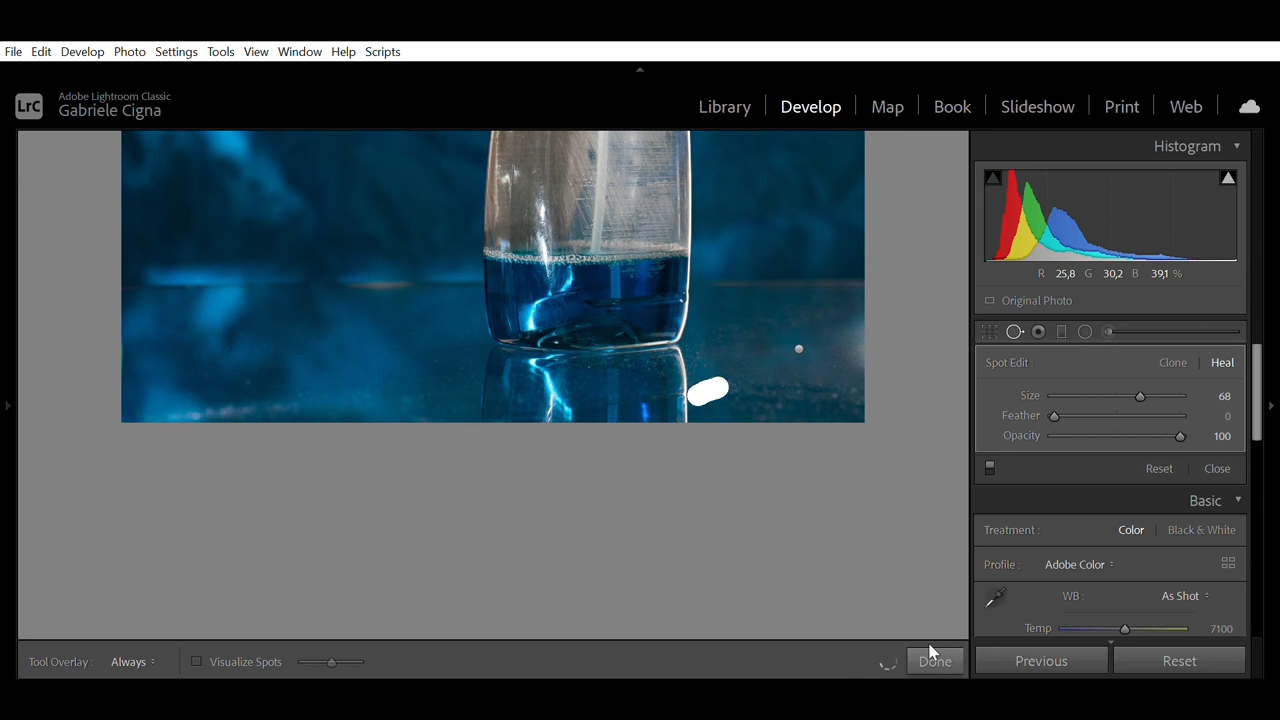 File Edit Develop Photo Settings Tools View Window Help Scripts
LrC
Adobe Lightroom Classic
Gabriele Cigna
Library Develop Map Book Slideshow Print Web
Histogram
R 25,8 G 30,2 B 39,1 %
Original Photo
Spot Edit : Clone Heal
Size 68
Feather 0
Opacity 100
Reset Close
Basic
Treatment : Color Black & White
Profile : Adobe Color
WB : As Shot
Temp 7100
Tool Overlay : Always Visualize Spots Done Previous Reset